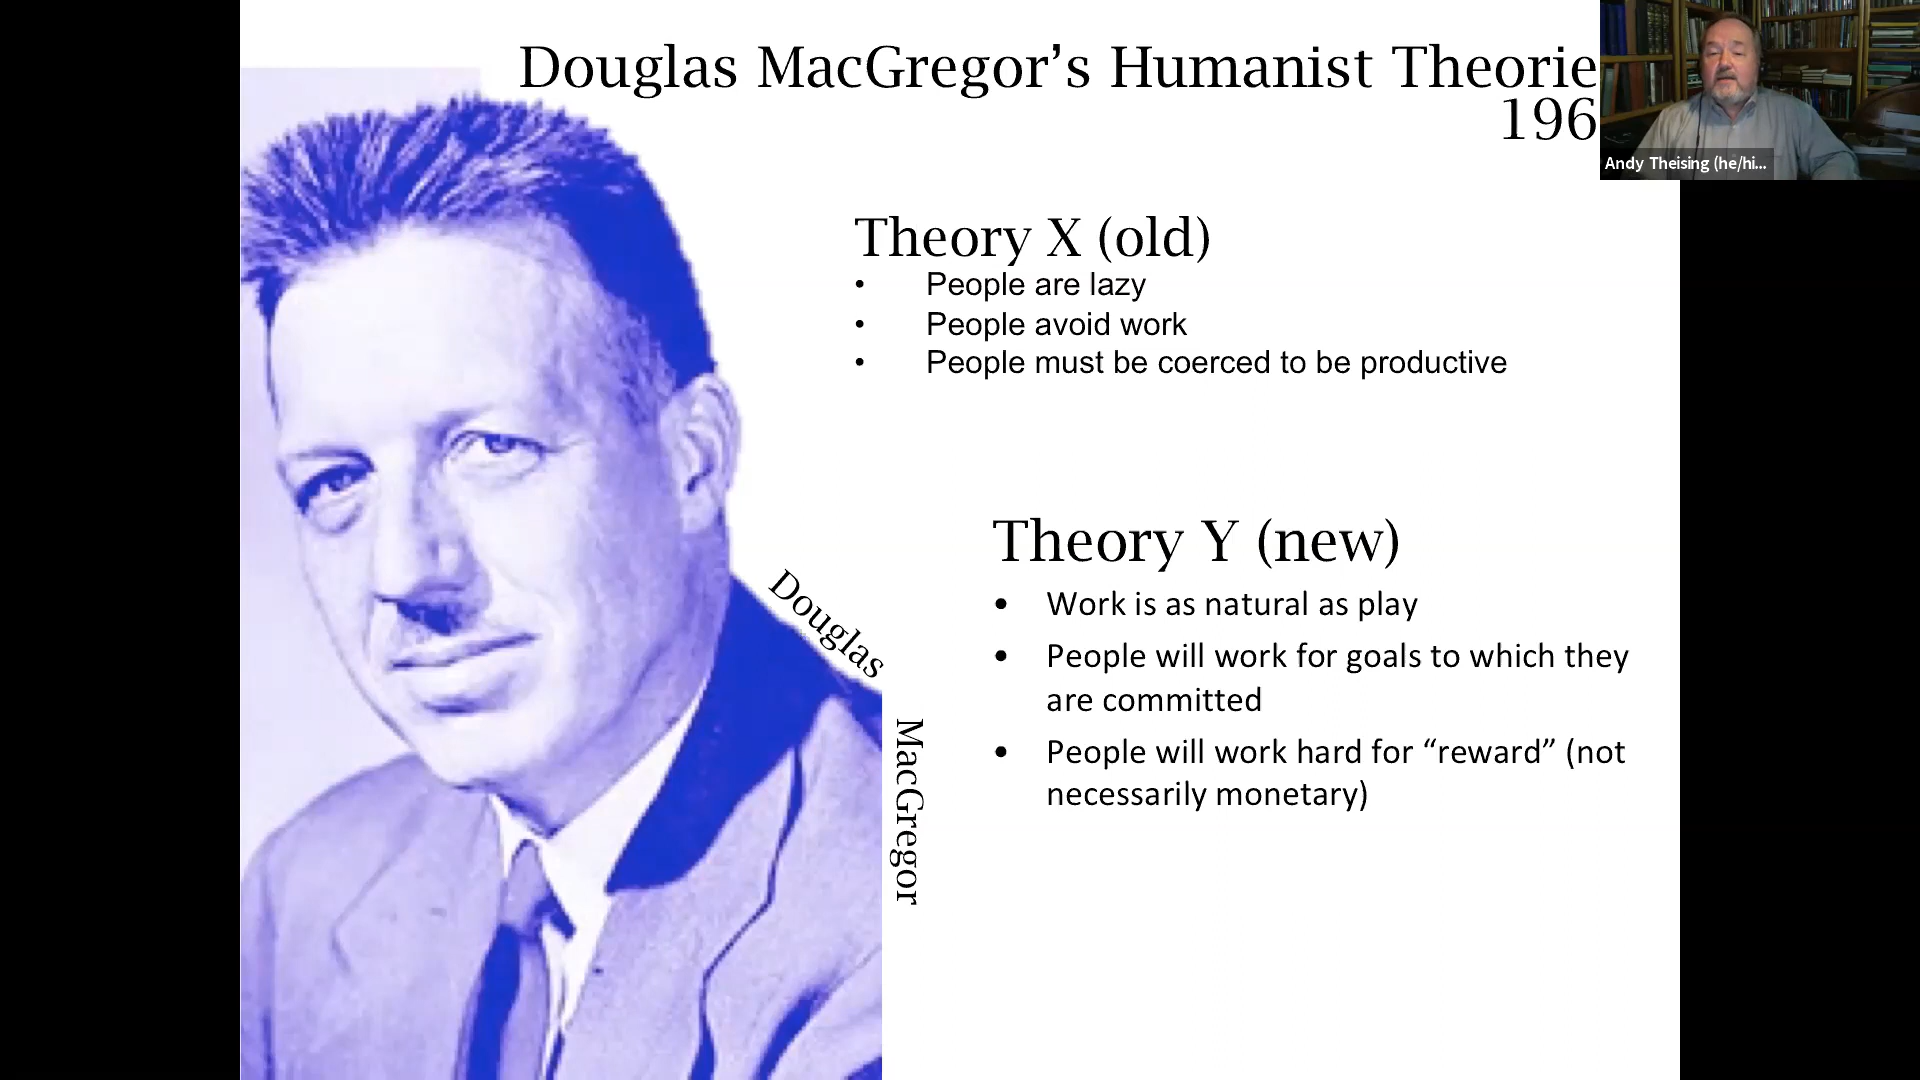 Douglas MacGregor’s Humanist Theorie
196
Andy Theising (he/hi...
Theory X (old)
• People are lazy
• People avoid work
• People must be coerced to be productive
Theory Y (new)
• Work is as natural as play
• People will work for goals to which they
are committed
• People will work hard for “reward” (not
necessarily monetary)
Douglas
MacGregor